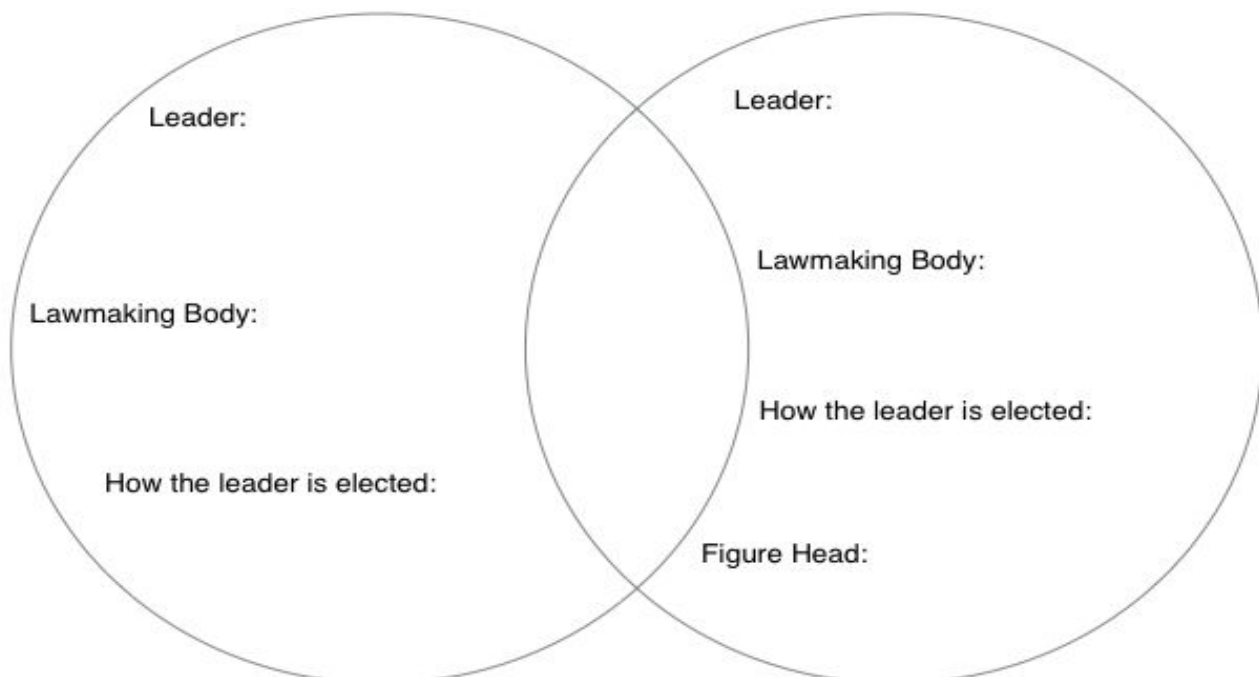 Leader:
Lawmaking Body:
How the leader is elected:
Leader:
Lawmaking Body:
How the leader is elected:
Figure Head: